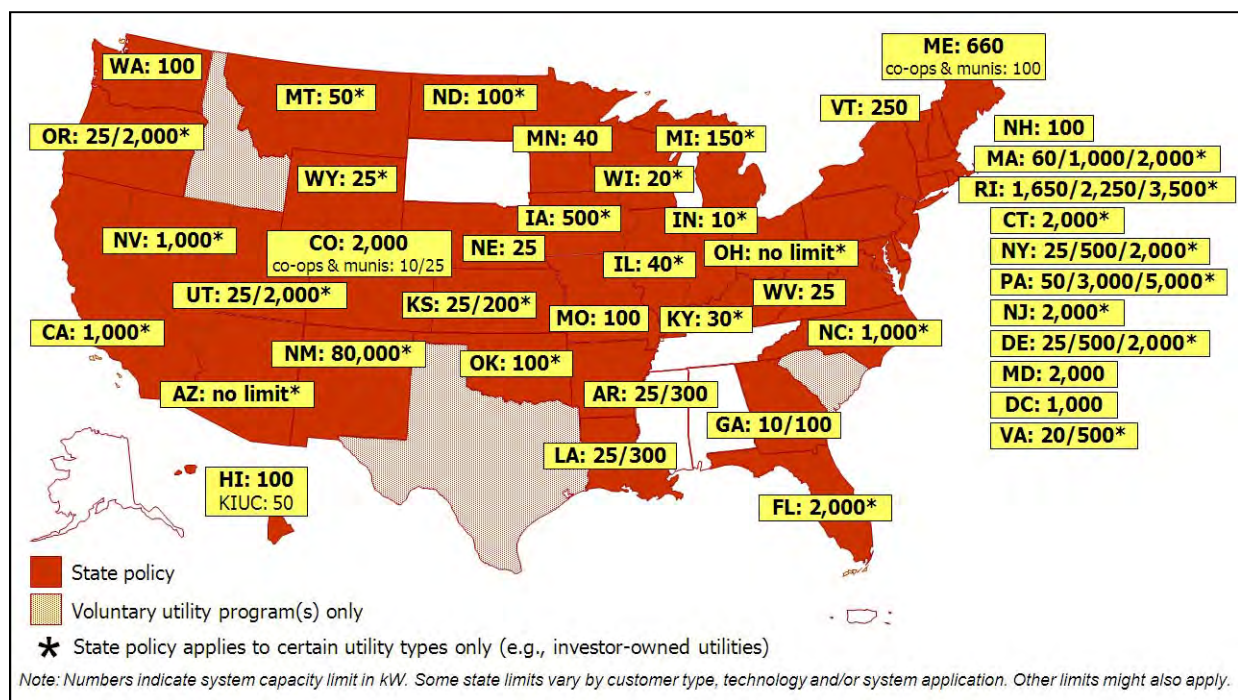 WA: 100
MT: 50*
ND: 100*
ME: 660
co-ops & munis: 100
VT: 250
OR: 25/2,000*
MN: 40
MI: 150*
NH: 100
MA: 60/1,000/2,000*
WY: 25*
WI: 20*
RI: 1,650/2,250/3,500*
IA: 500*
IN: 10*
CT: 2,000*
NV: 1,000*
CO: 2,000
co-ops & munis: 10/25
NE: 25
OH: no limit*
NY: 25/500/2,000*
IL: 40*
PA: 50/3,000/5,000*
UT: 25/2,000*
KS: 25/200*
WV: 25
NJ: 2,000*
MO: 100
KY: 30*
CA: 1,000*
NC: 1,000*
DE: 25/500/2,000*
NM: 80,000*
OK: 100*
MD: 2,000
AZ: no limit*
AR: 25/300
DC: 1,000
GA: 10/100
VA: 20/500*
LA: 25/300
HI: 100
KIUC: 50
FL: 2,000*
State policy
Voluntary utility program(s) only
* State policy applies to certain utility types only (e.g., investor-owned utilities)
Note: Numbers indicate system capacity limit in kW. Some state limits vary by customer type, technology and/or system application. Other limits might also apply.